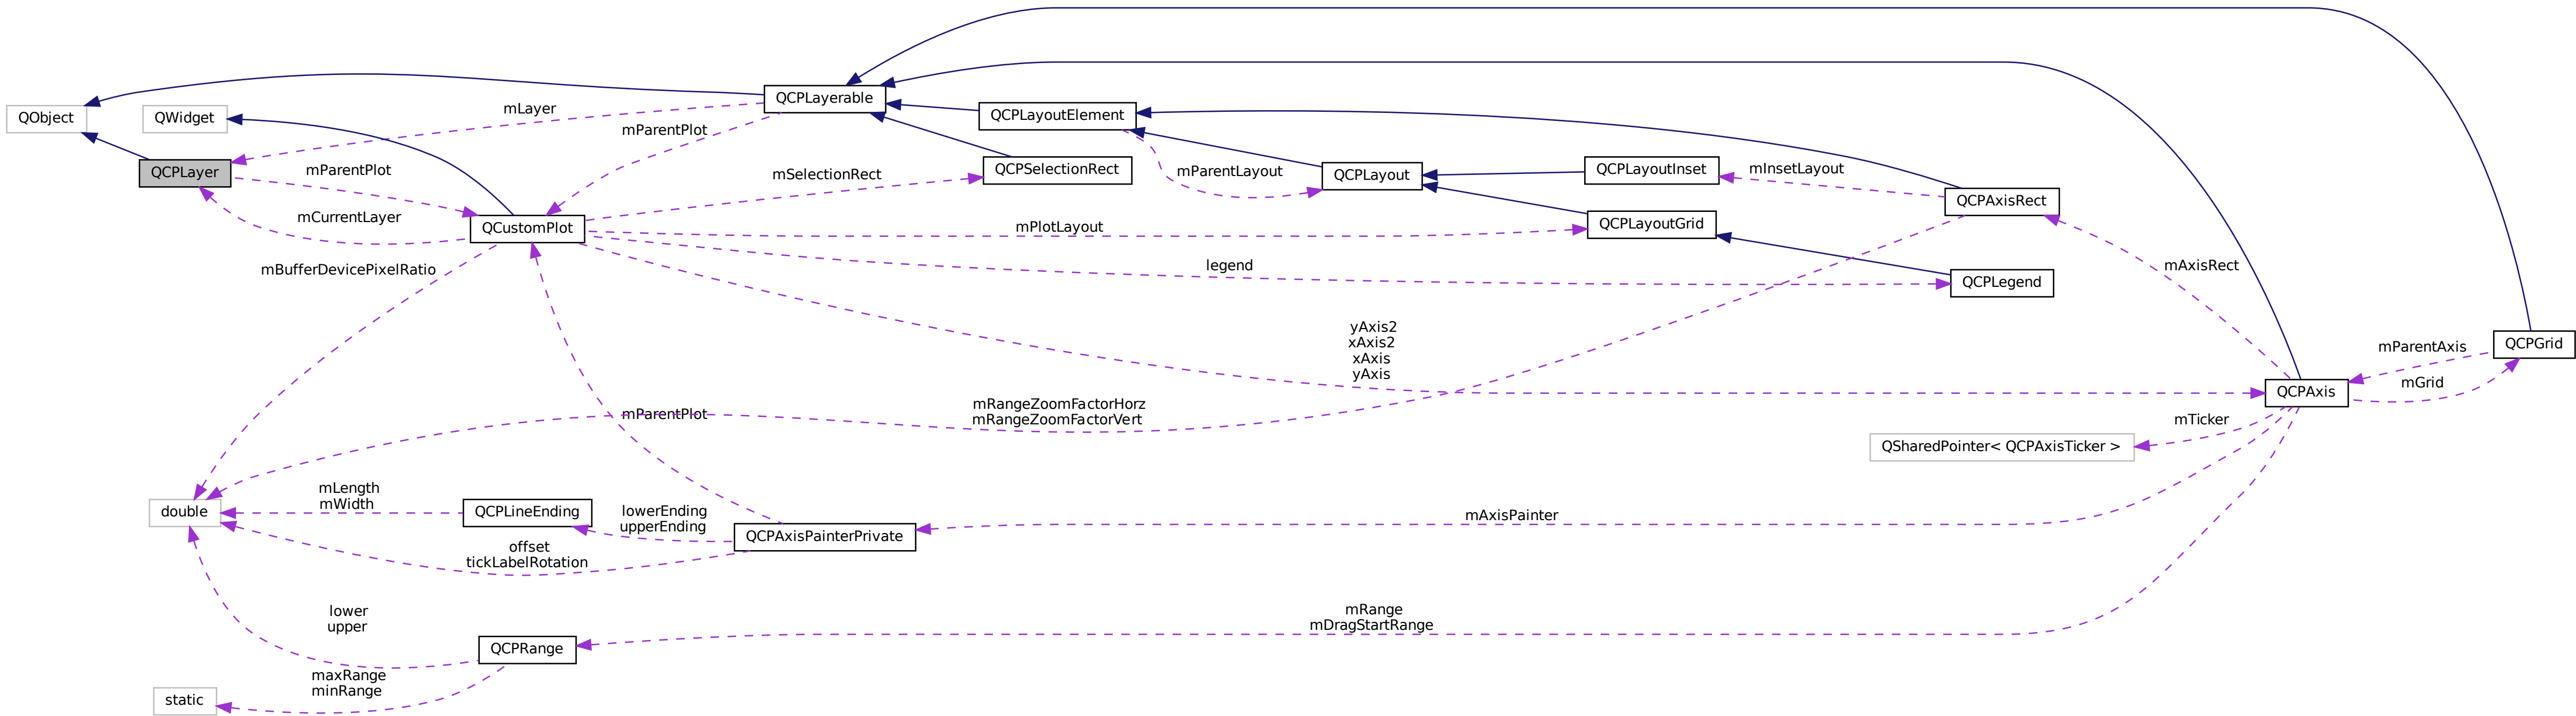 QCPLayerable
mLayer
QCPLayoutElement
QObject
QWidget
mParentPlot
QCPLayer
mParentPlot
mSelectionRect
QCPSelectionRect
mParentLayout
QCPLayout
QCPLayoutInset
mInsetLayout
QCPAxisRect
mCurrentLayer
QCustomPlot
mPlotLayout
QCPLayoutGrid
mBufferDevicePixelRatio
legend
mAxisRect
QCPLegend
yAxis2
xAxis2
xAxis
yAxis
mParentAxis
QCPGrid
mGrid
QCPAxis
mParentPlot
mRangeZoomFactorHorz
mRangeZoomFactorVert
mTicker
QSharedPointer< QCPAxisTicker >
mLength
mWidth
double
QCPLineEnding
lowerEnding
upperEnding
mAxisPainter
QCPAxisPainterPrivate
offset
tickLabelRotation
lower
upper
mRange
mDragStartRange
QCPRange
maxRange
minRange
static